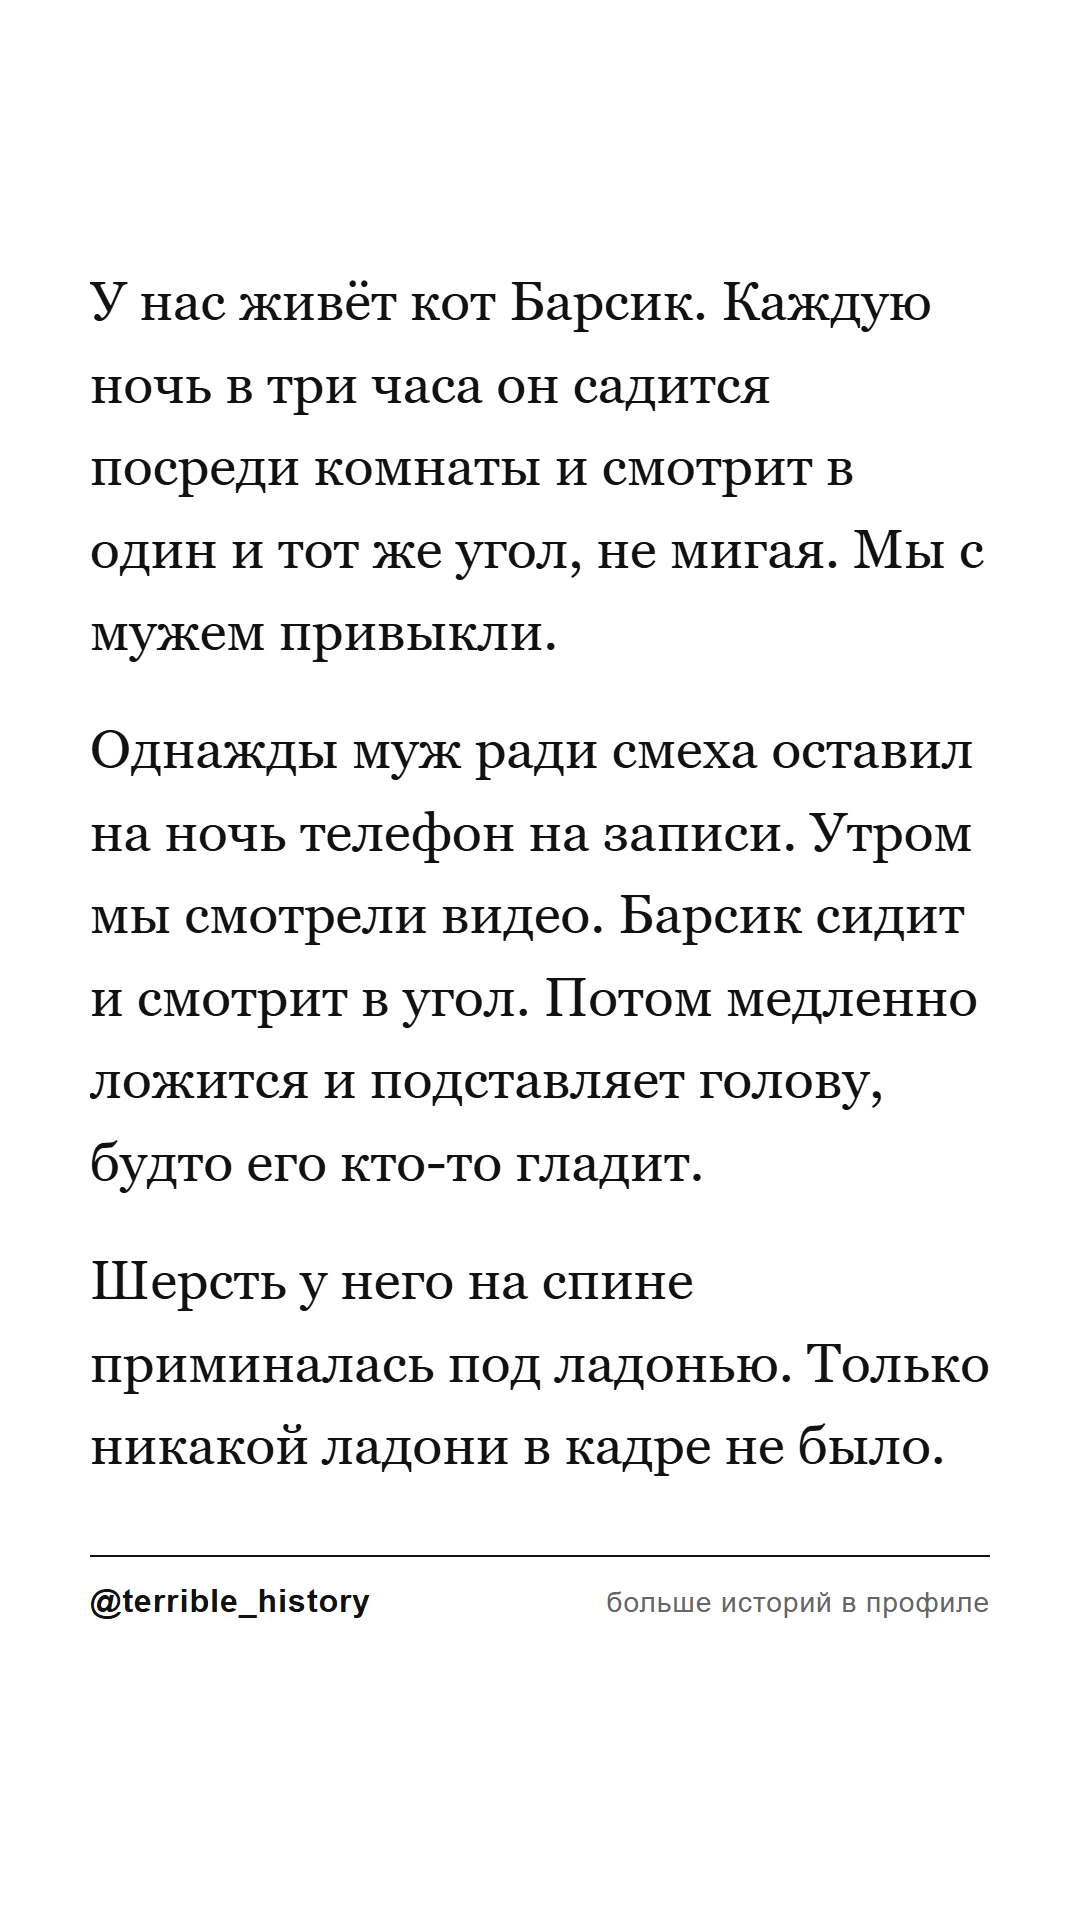 У нас живёт кот Барсик. Каждую
ночь в три часа он садится
посреди комнаты и смотрит в
один и тот же угол, не мигая. Мы с
мужем привыкли.
Однажды муж ради смеха оставил
на ночь телефон на записи. Утром
мы смотрели видео. Барсик сидит
и смотрит в угол. Потом медленно
ложится и подставляет голову,
будто его кто-то гладит.
Шерсть у него на спине
приминалась под ладонью. Только
никакой ладони в кадре не было.
@terrible_history больше историй в профиле